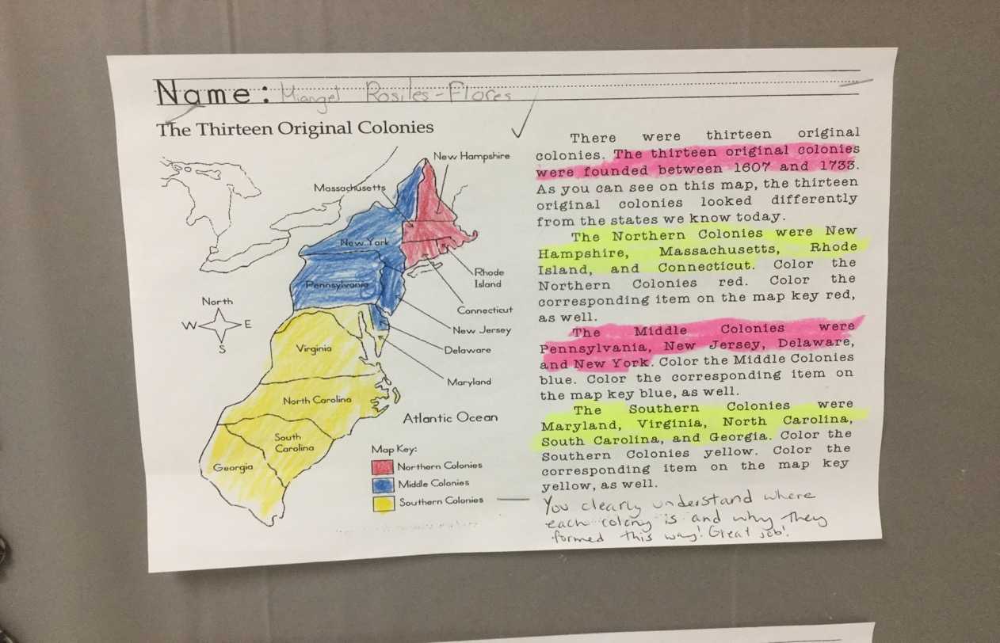 Name: Miangel Rosiles-Flores
The Thirteen Original Colonies
New Hampshire
Massachusetts
New York
Rhode
Island
Pennsylvania
Connecticut
North
W E
S
New Jersey
Delaware
Virginia
Maryland
North Carolina
Atlantic Ocean
South
Carolina
Georgia
Map Key:
Northern Colonies
Middle Colonies
Southern Colonies
There were thirteen original
colonies. The thirteen original colonies
were founded between 1607 and 1733.
As you can see on this map, the thirteen
original colonies looked differently
from the states we know today.
The Northern Colonies were New
Hampshire, Massachusetts, Rhode
Island, and Connecticut. Color the
Northern Colonies red. Color the
corresponding item on the map key red,
as well.
The Middle Colonies were
Pennsylvania, New Jersey, Delaware,
and New York. Color the Middle Colonies
blue. Color the corresponding item on
the map key blue, as well.
The Southern Colonies were
Maryland, Virginia, North Carolina,
South Carolina, and Georgia. Color the
Southern Colonies yellow. Color the
corresponding item on the map key
yellow, as well.
You clearly understand where
each colony is and why they
formed this way! Great job!